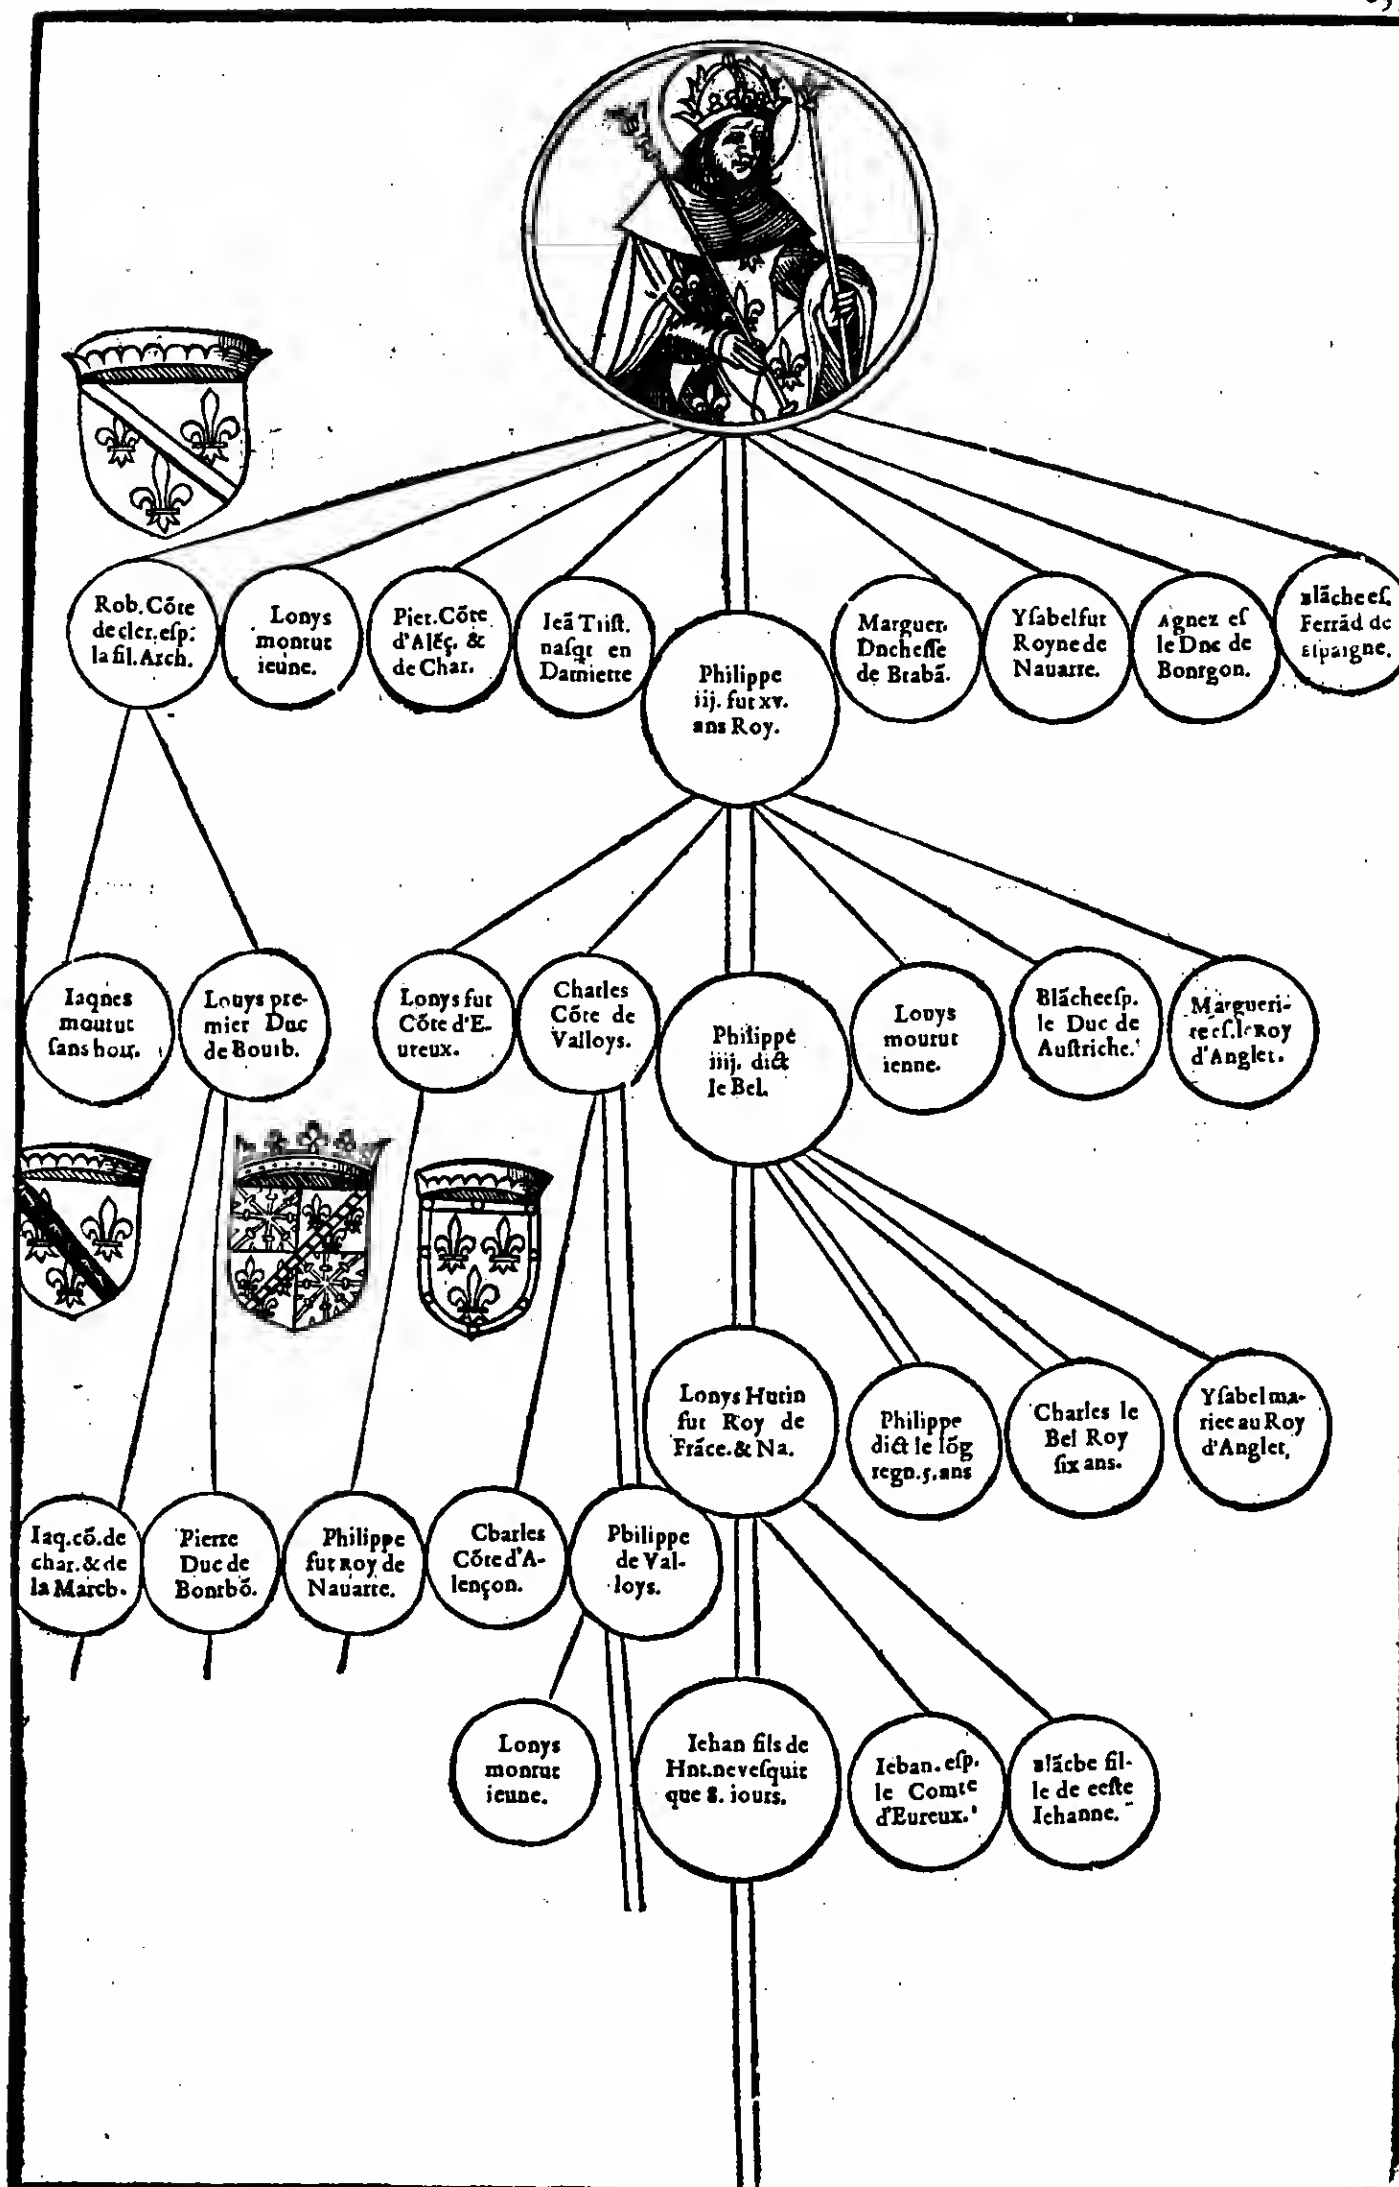 Rob. Cõte
de cler. eſp.
la fil. Arch.
Louys
mourut
ieune.
Pier. Cõte
d'Alẽç. &
de Char.
Ieã Triſt.
naſqt en
Damiette
Philippe
iij. fut xv.
ans Roy.
Marguer.
Ducheſſe
de Brabã.
Yſabel fut
Royne de
Nauarre.
Agnez eſ
le Duc de
Bourgon.
Blãche eſ.
Ferrãd de
Eſpaigne.
Iaques
mourut
ſans hoir.
Louys pre-
mier Duc
de Bourb.
Louys fut
Cõte d'E-
ureux.
Charles
Cõte de
Valloys.
Philippe
iiij. dict
le Bel.
Louys
mourut
ieune.
Blãche eſp.
le Duc de
Auſtriche.
Margueri-
te eſ. le Roy
d'Anglet.
Louys Hutin
fut Roy de
Frãce. & Na.
Philippe
dict le lõg
regn. 5. ans
Charles le
Bel Roy
ſix ans.
Yſabel ma-
riee au Roy
d'Anglet.
Iaq. cõ. de
char. & de
la March.
Pierre
Duc de
Bourbõ.
Philippe
fut Roy de
Nauarre.
Charles
Cõte d'A-
lençon.
Philippe
de Val-
loys.
Louys
mourut
ieune.
Iehan fils de
Hut. ne veſquit
que 8. iours.
Iehan. eſp.
le Comte
d'Eureux.
Blãche fil-
le de ceſte
Iehanne.